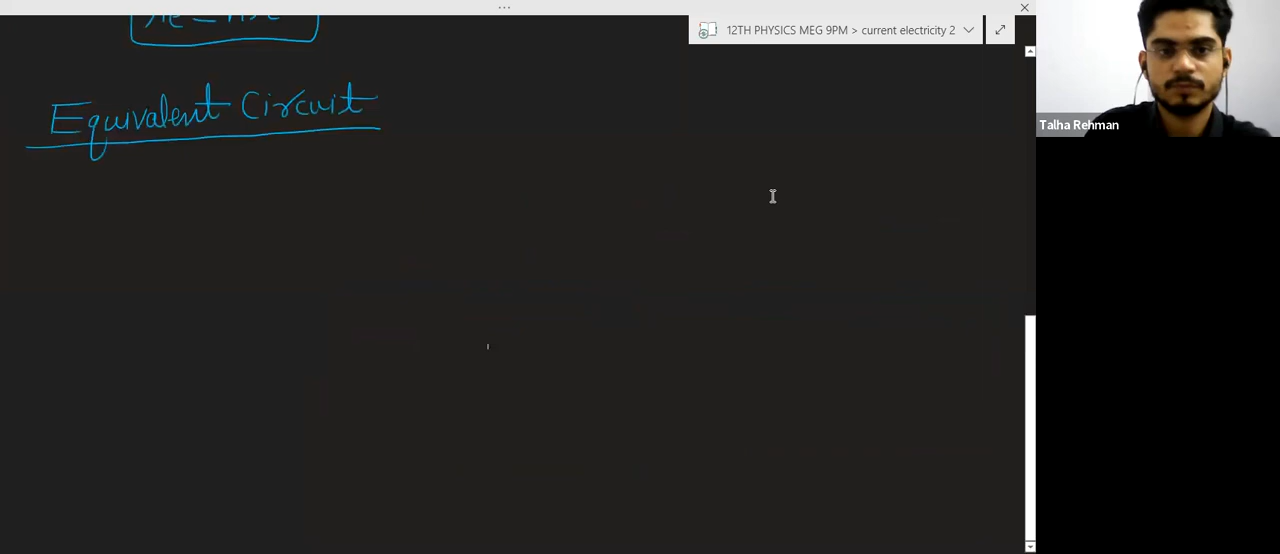 12TH PHYSICS MEG 9PM > current electricity 2
Equivalent Circuit
Talha Rehman